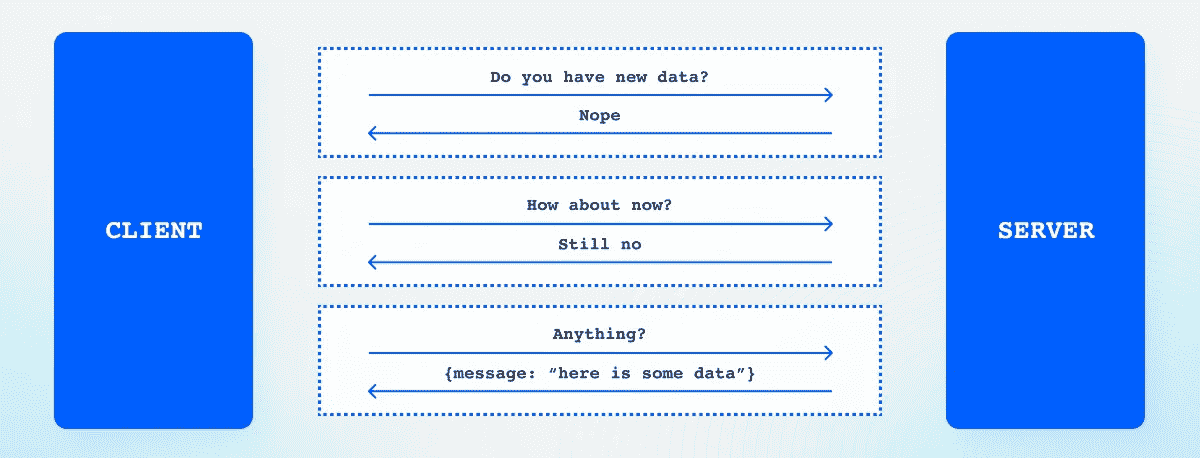 CLIENT
Do you have new data?
Nope
How about now?
Still no
Anything?
{message: “here is some data”}
SERVER